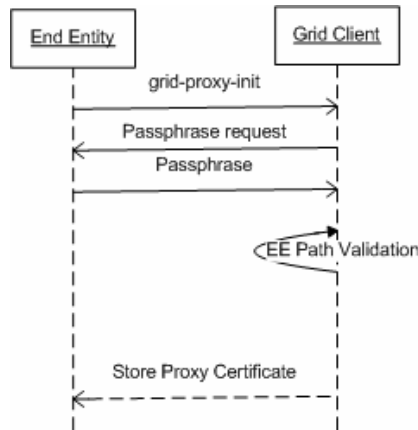 End Entity
Grid Client
grid-proxy-init
Passphrase request
Passphrase
EE Path Validation
Store Proxy Certificate